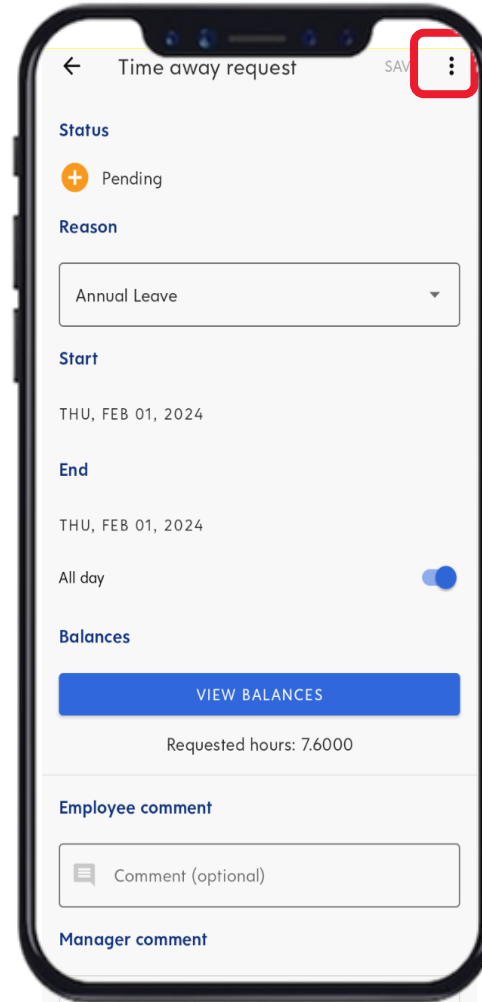 Time away request SAV
Status
Pending
Reason
Annual Leave
Start
THU, FEB 01, 2024
End
THU, FEB 01, 2024
All day
Balances
VIEW BALANCES
Requested hours: 7.6000
Employee comment
Comment (optional)
Manager comment